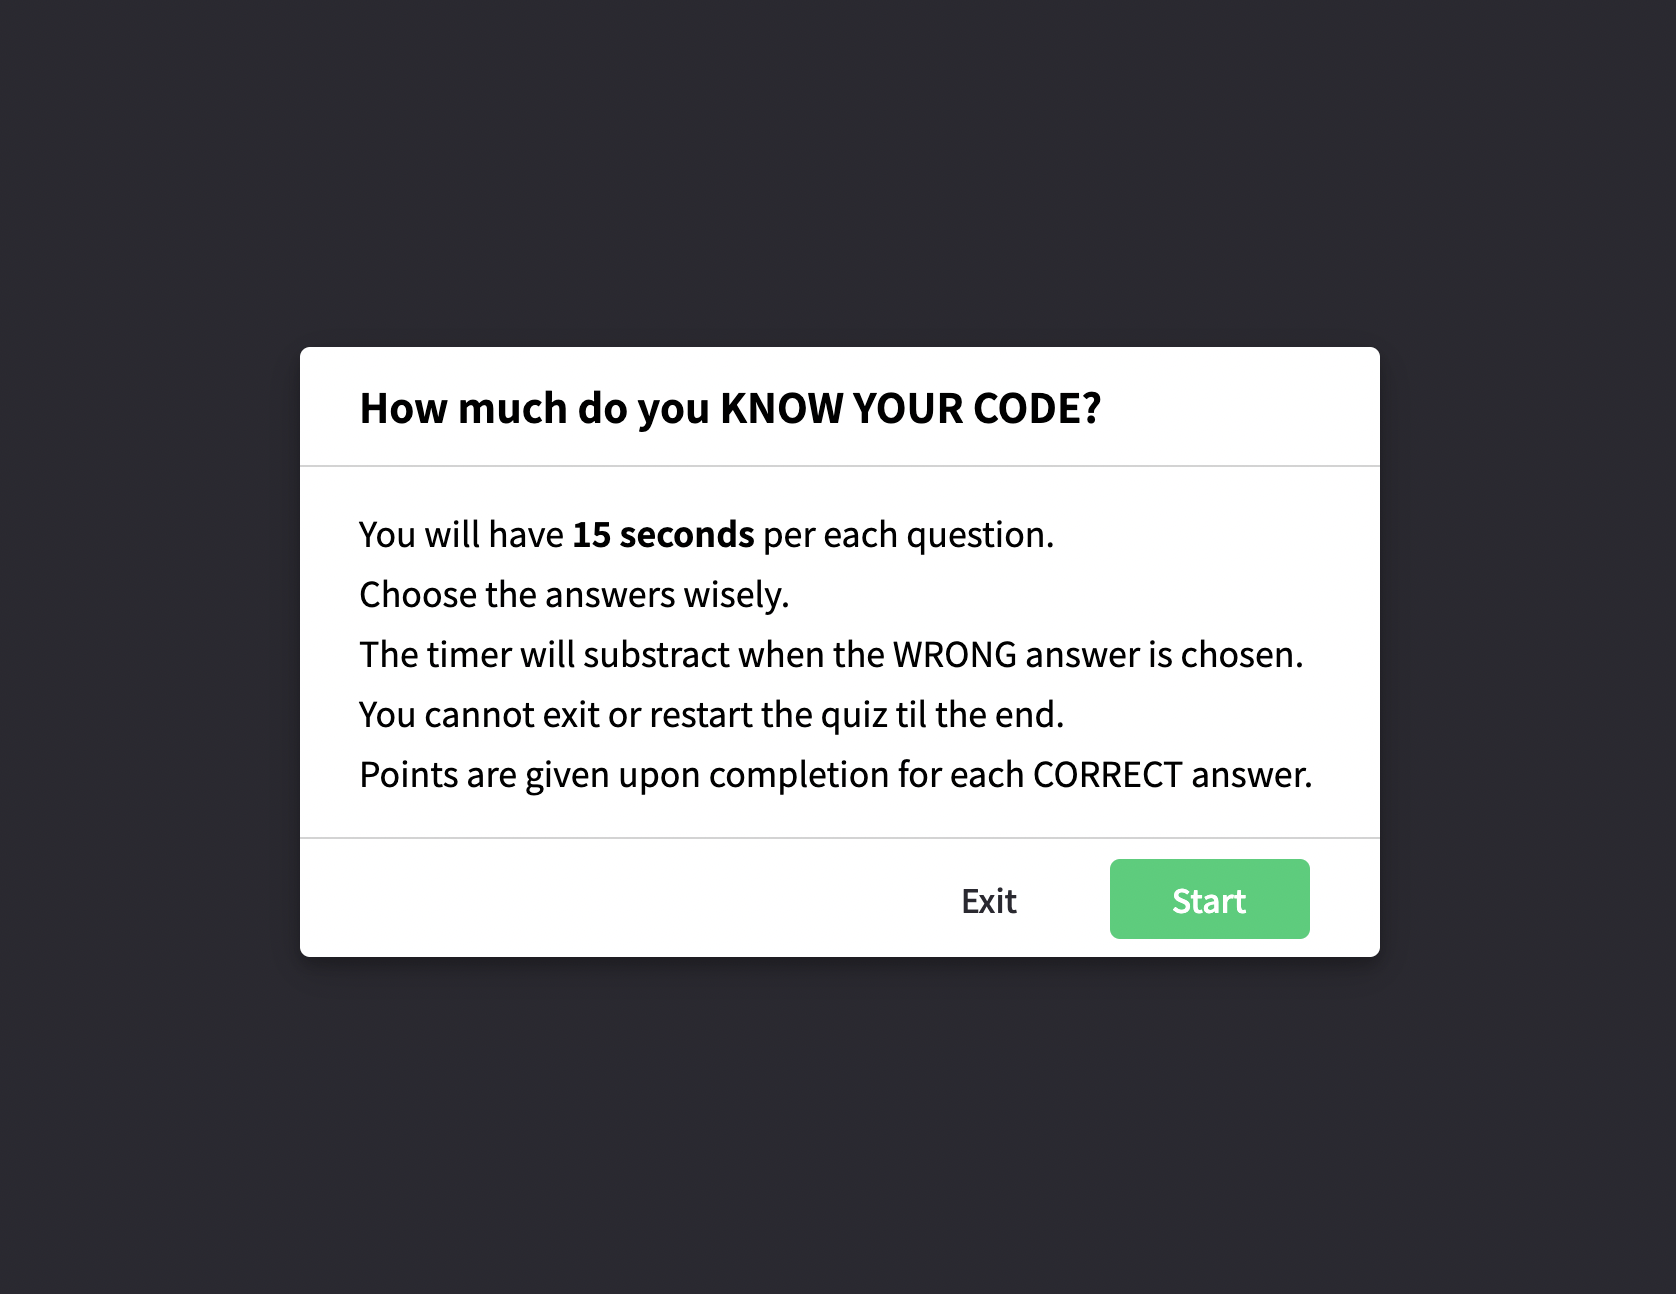 How much do you KNOW YOUR CODE?
You will have 15 seconds per each question.
Choose the answers wisely.
The timer will substract when the WRONG answer is chosen.
You cannot exit or restart the quiz til the end.
Points are given upon completion for each CORRECT answer.
Exit
Start